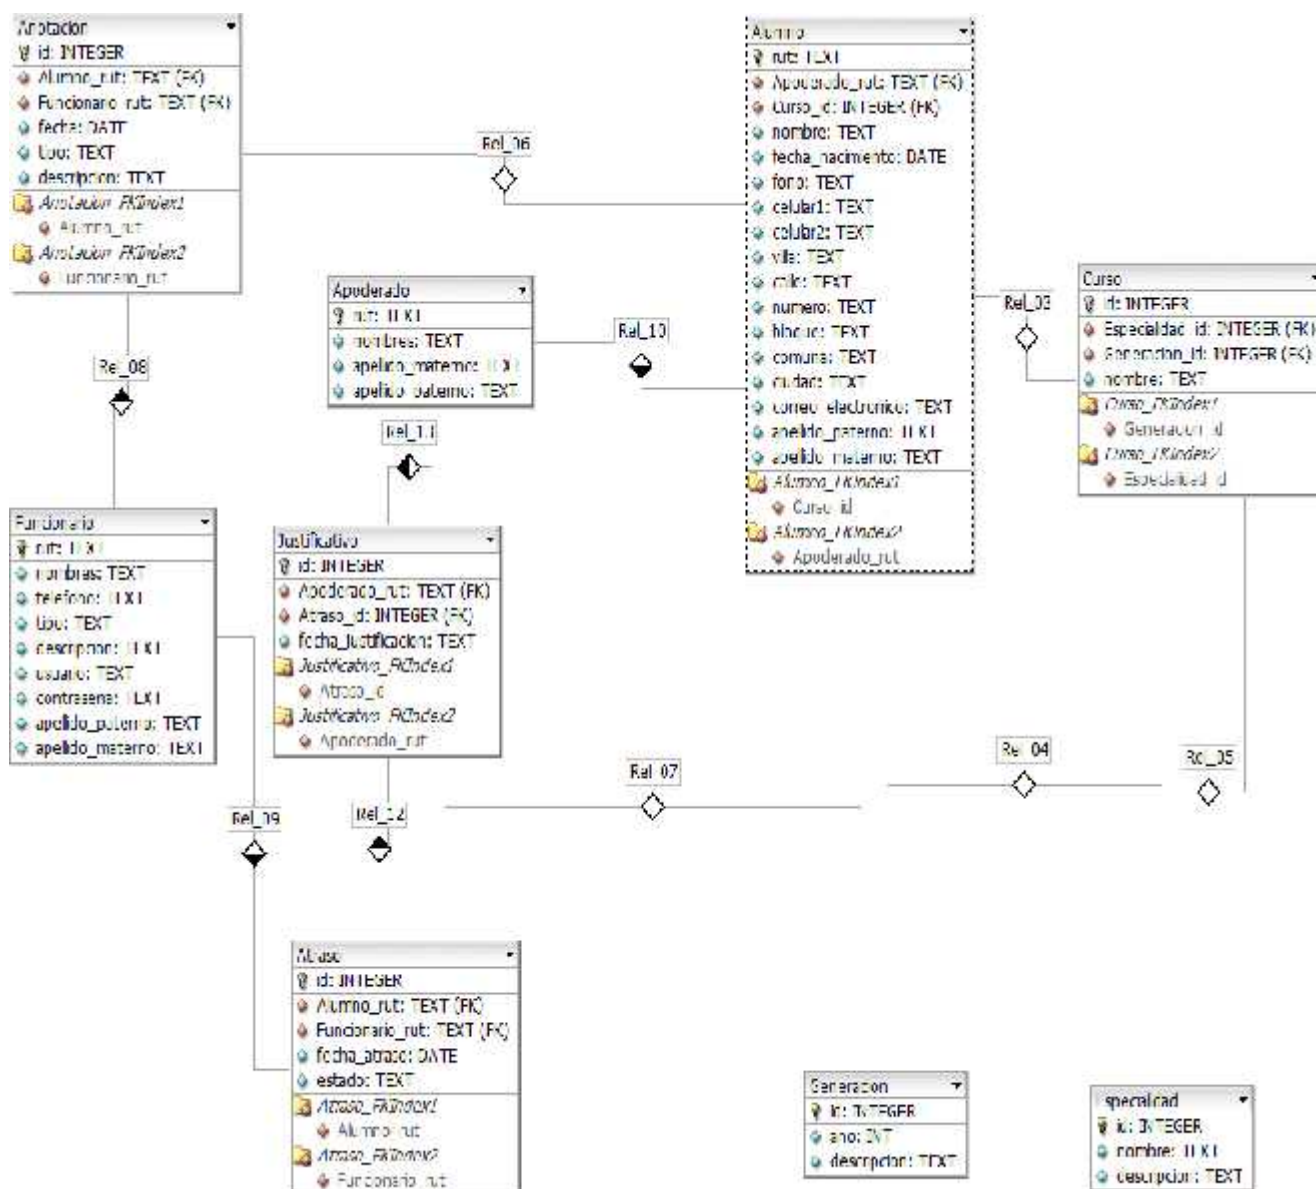 Anotacion
id: INTEGER
Alumno_rut: TEXT (FK)
Funcionario_rut: TEXT (FK)
fecha: DATE
tipo: TEXT
descripcion: TEXT
Anotacion_FKIndex1
Alumno_rut
Anotacion_FKIndex2
Funcionario_rut
Rel_06
Alumno
rut: TEXT
Apoderado_rut: TEXT (FK)
Curso_id: INTEGER (FK)
nombre: TEXT
fecha_nacimiento: DATE
fono: TEXT
celular1: TEXT
celular2: TEXT
villa: TEXT
calle: TEXT
numero: TEXT
bloque: TEXT
comuna: TEXT
ciudad: TEXT
correo_electronico: TEXT
apellido_paterno: TEXT
apellido_materno: TEXT
Alumno_FKIndex1
Curso_id
Alumno_FKIndex2
Apoderado_rut
Rel_03
Curso
id: INTEGER
Especialidad_id: INTEGER (FK)
Generacion_id: INTEGER (FK)
nombre: TEXT
Curso_FKIndex1
Generacion_id
Curso_FKIndex2
Especialidad_id
Apoderado
rut: TEXT
nombres: TEXT
apellido_materno: TEXT
apellido_paterno: TEXT
Rel_10
Rel_08
Rel_13
Funcionario
rut: TEXT
nombres: TEXT
telefono: TEXT
tipo: TEXT
descripcion: TEXT
usuario: TEXT
contrasena: TEXT
apellido_paterno: TEXT
apellido_materno: TEXT
Justificativo
id: INTEGER
Apoderado_rut: TEXT (FK)
Atraso_id: INTEGER (FK)
fecha_justificacion: TEXT
Justificativo_FKIndex1
Atraso_id
Justificativo_FKIndex2
Apoderado_rut
Rel_07
Rel_04
Rel_05
Rel_09
Rel_12
Atraso
id: INTEGER
Alumno_rut: TEXT (FK)
Funcionario_rut: TEXT (FK)
fecha_atraso: DATE
estado: TEXT
Atraso_FKIndex1
Alumno_rut
Atraso_FKIndex2
Funcionario_rut
Generacion
id: INTEGER
ano: INT
descripcion: TEXT
Especialidad
id: INTEGER
nombre: TEXT
descripcion: TEXT